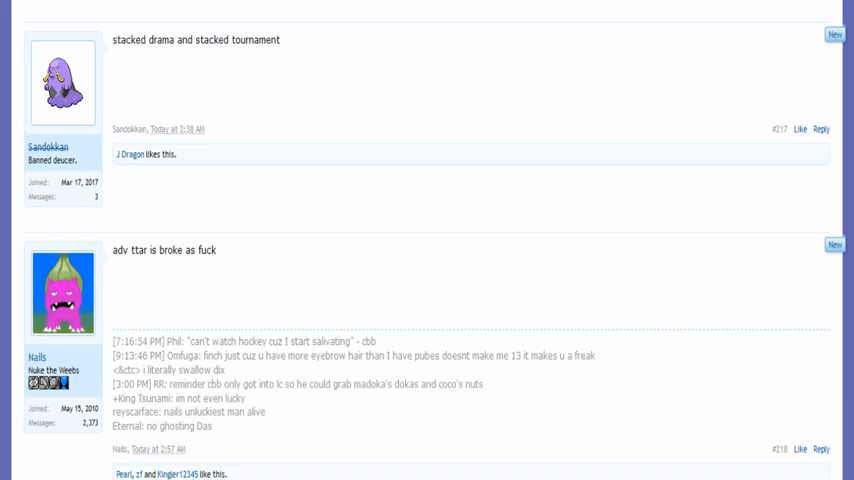 stacked drama and stacked tournament
New
Sandokkan, Today at 2:38 AM
#217 Like Reply
Sandokkan
Banned deucer.
J Dragon likes this.
Joined: Mar 17, 2017
Messages: 3
adv ttar is broke as fuck
New
[7:16:54 PM] Phil: "can't watch hockey cuz I start salivating" - cbb
[9:13:46 PM] Omfuga: finch just cuz u have more eyebrow hair than I have pubes doesnt make me 13 it makes u a freak
<&ctc> i literally swallow dix
[3:00 PM] RR: reminder cbb only got into lc so he could grab madoka's dokas and coco's nuts
+King Tsunami: im not even lucky
reyscarface: nails unluckiest man alive
Eternal: no ghosting Das
Nails
Nuke the Weebs
Joined: May 15, 2010
Messages: 2,373
Nails, Today at 2:57 AM
#218 Like Reply
Pearl, zf and Kingler12345 like this.